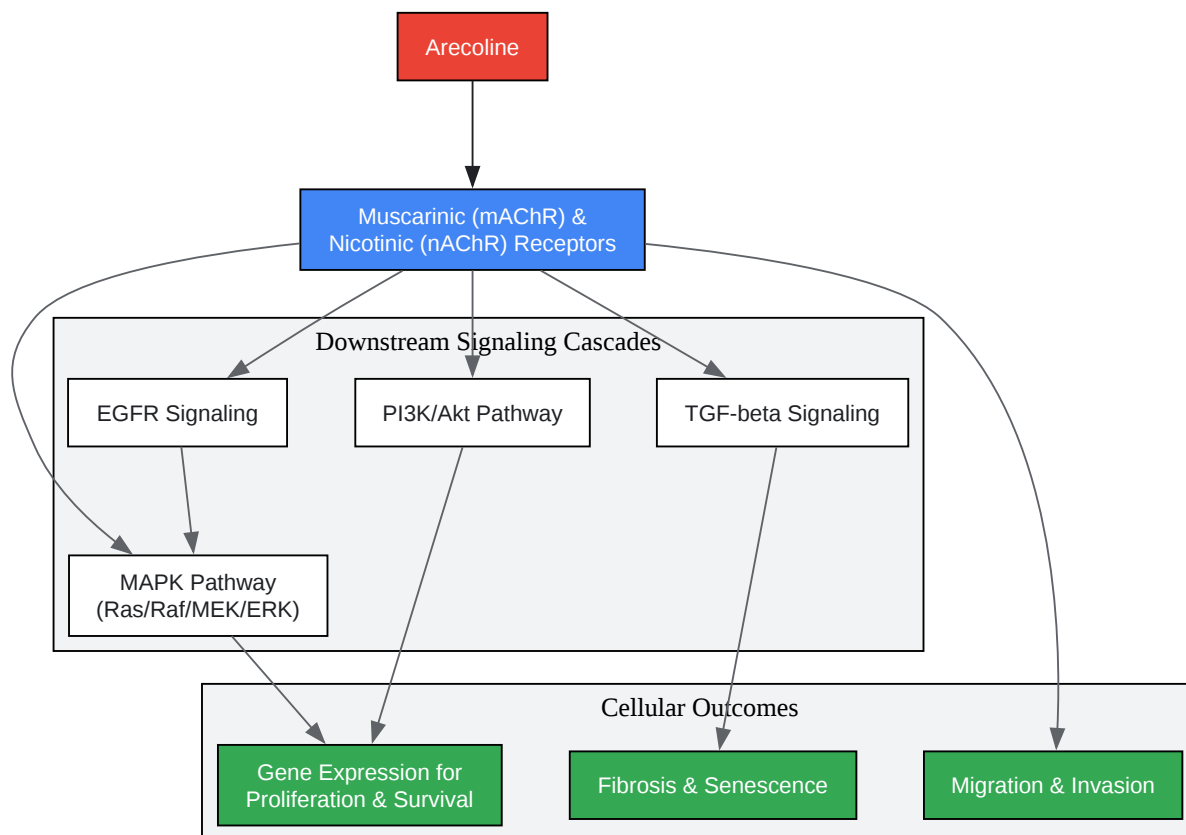 Arecoline
Muscarinic (mAChR) &
Nicotinic (nAChR) Receptors
Downstream Signaling Cascades
EGFR Signaling
PI3K/Akt Pathway
TGF-beta Signaling
MAPK Pathway
(Ras/Raf/MEK/ERK)
Cellular Outcomes
Gene Expression for
Proliferation & Survival
Fibrosis & Senescence
Migration & Invasion